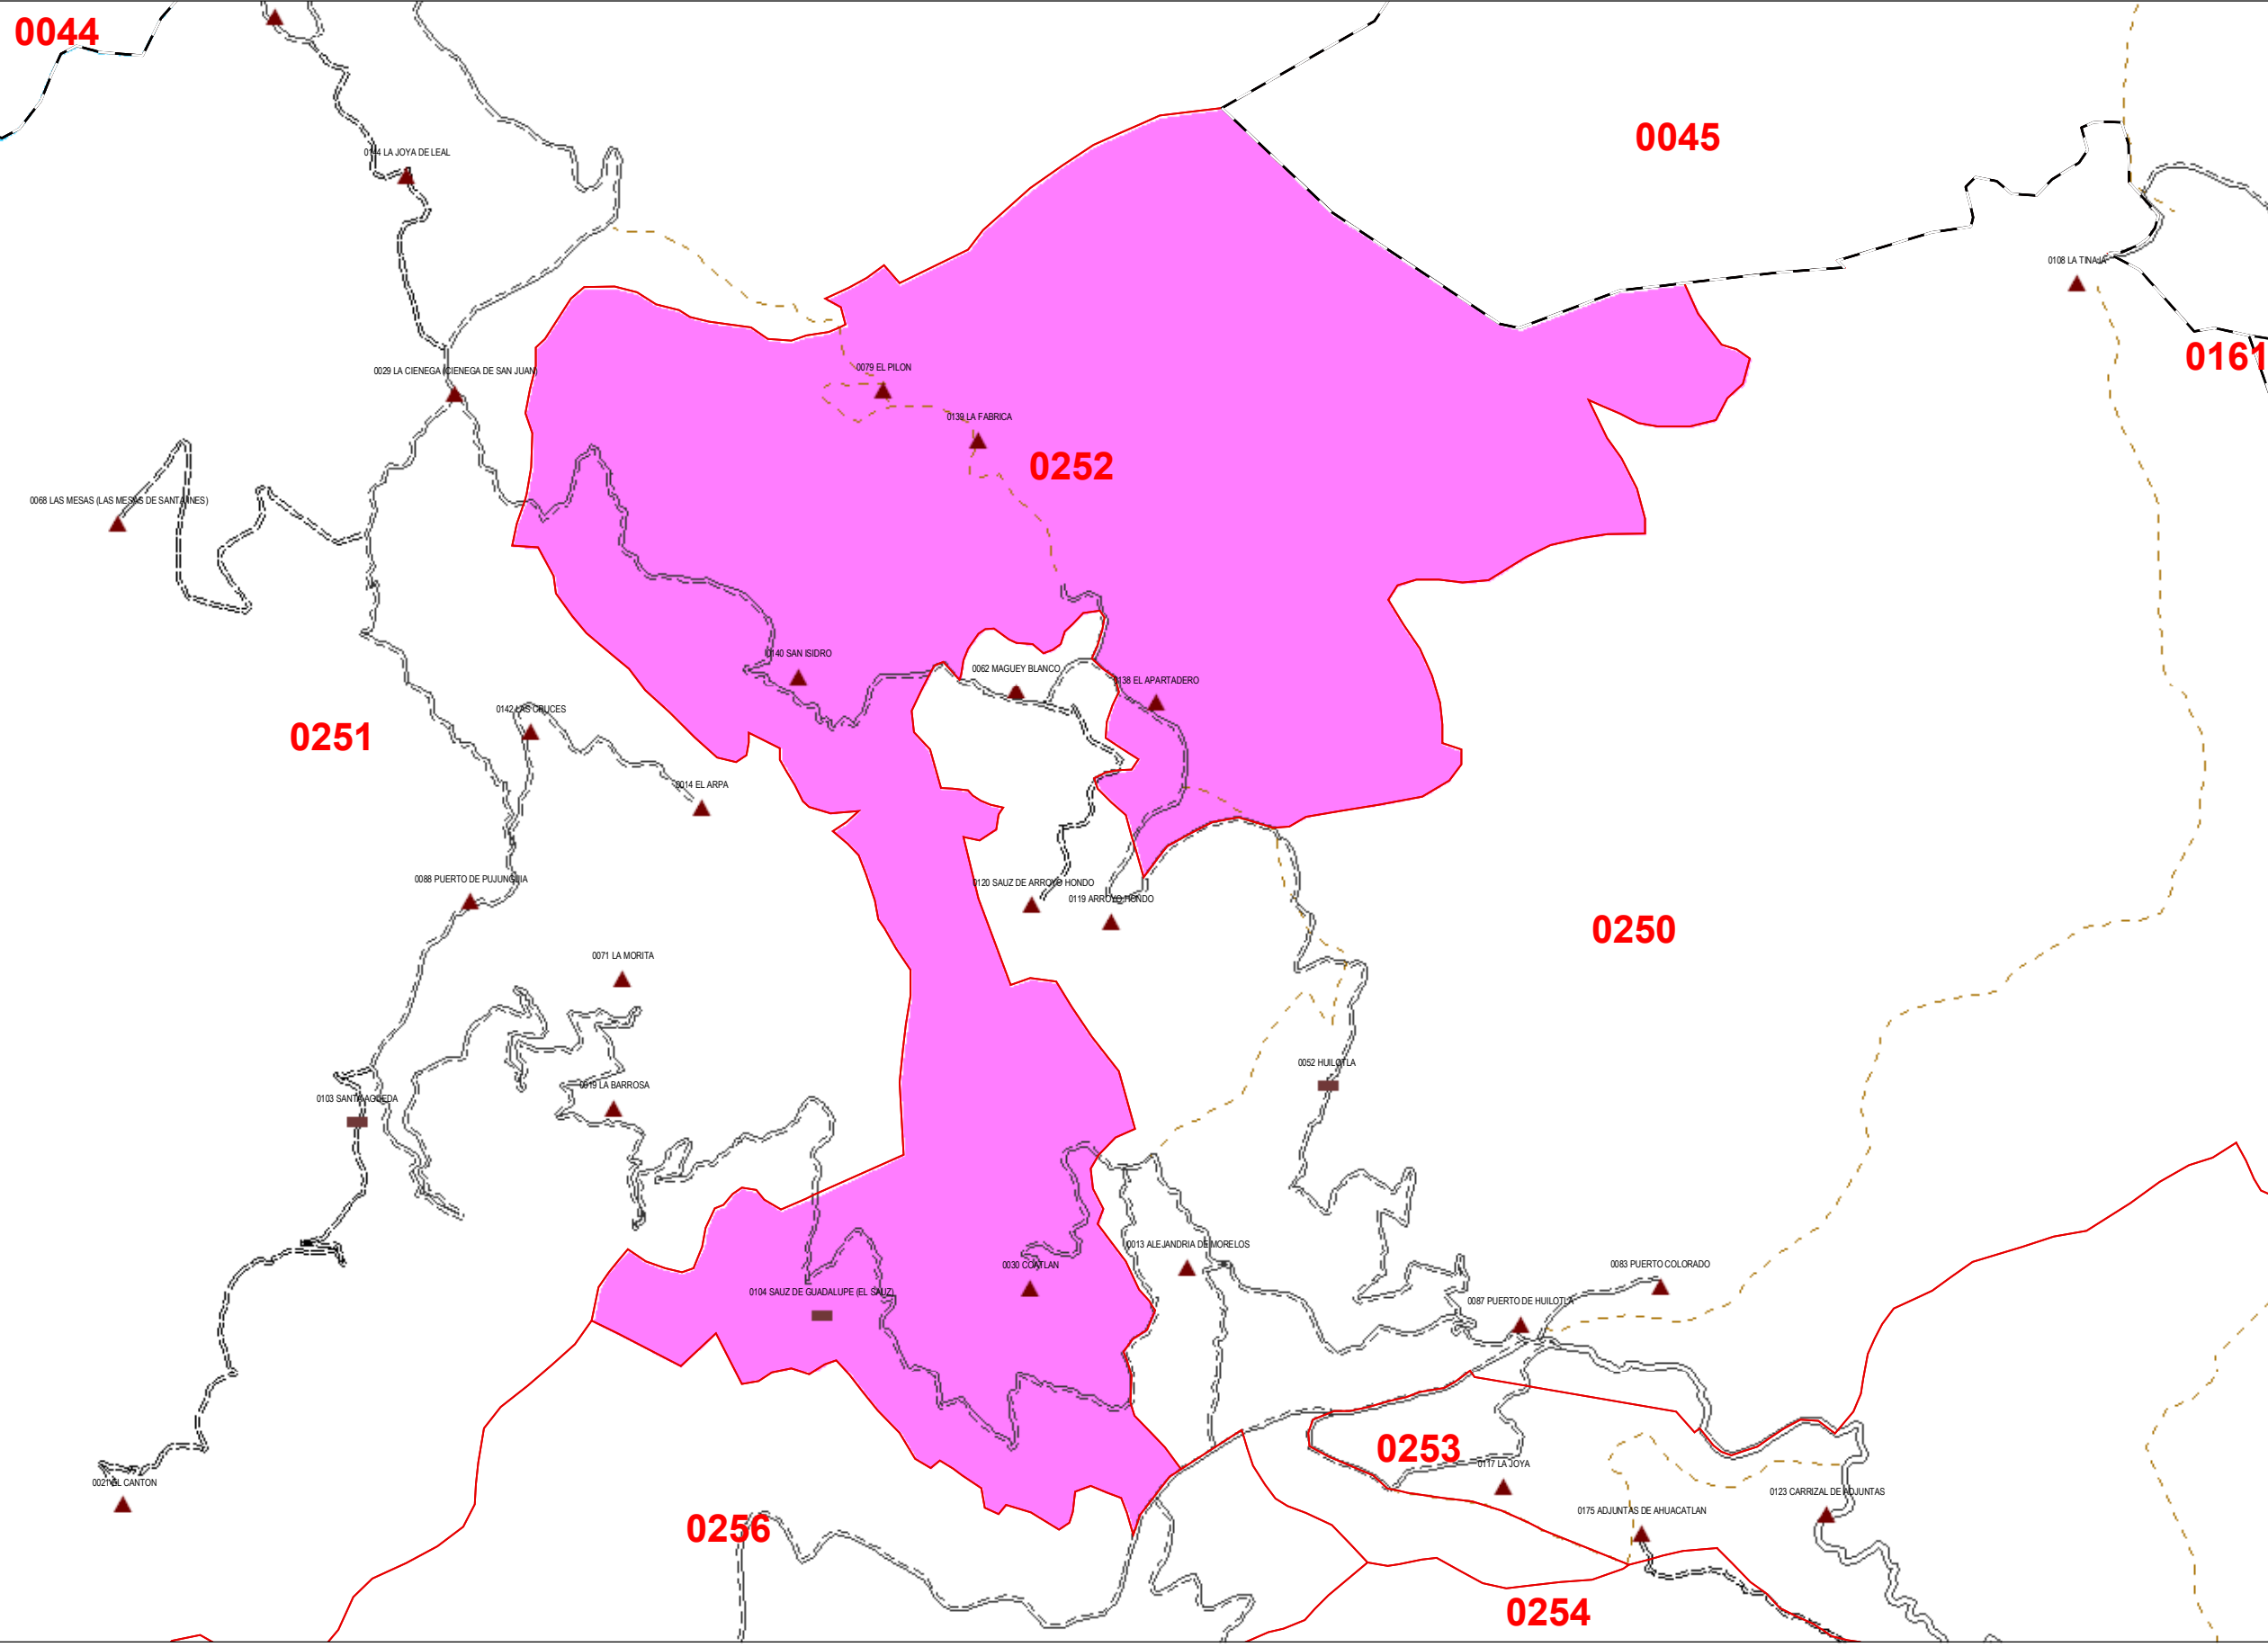 0044
0045
0144 LA JOYA DE LEAL
0108 LA TINAJA
0161
0029 LA CIENEGA (CIENEGA DE SAN JUAN)
0079 EL PILON
0139 LA FABRICA
0252
0068 LAS MESAS (LAS MESAS DE SANTA INES)
0140 SAN ISIDRO
0062 MAGUEY BLANCO
0138 EL APARTADERO
0142 LAS CRUCES
0251
0014 EL ARPA
0088 PUERTO DE PUJUNGUIA
0120 SAUZ DE ARROYO HONDO
0119 ARROYO HONDO
0250
0071 LA MORITA
0052 HUILOTLA
0019 LA BARROSA
0103 SANTA AGUEDA
0013 ALEJANDRIA DE MORELOS
0030 COATLAN
0083 PUERTO COLORADO
0104 SAUZ DE GUADALUPE (EL SAUZ)
0087 PUERTO DE HUILOTLA
0253
0117 LA JOYA
0021 EL CANTON
0123 CARRIZAL DE ADJUNTAS
0175 ADJUNTAS DE AHUACATLAN
0256
0254